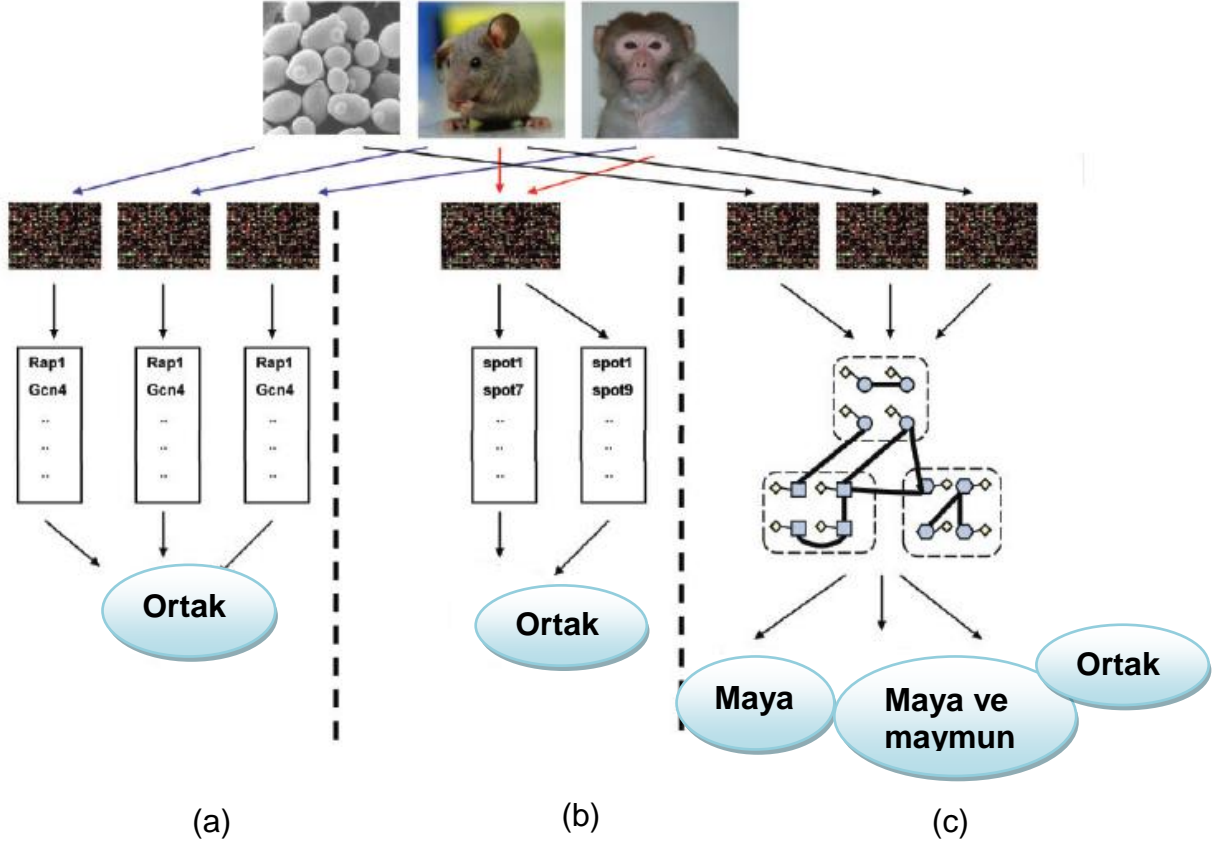 Rap1
Gcn4
..
..
..
Rap1
Gcn4
..
..
..
Rap1
Gcn4
..
..
..
Ortak
spot1
spot7
..
..
..
spot1
spot9
..
..
..
Ortak
Maya
Maya ve
maymun
Ortak
(a)
(b)
(c)